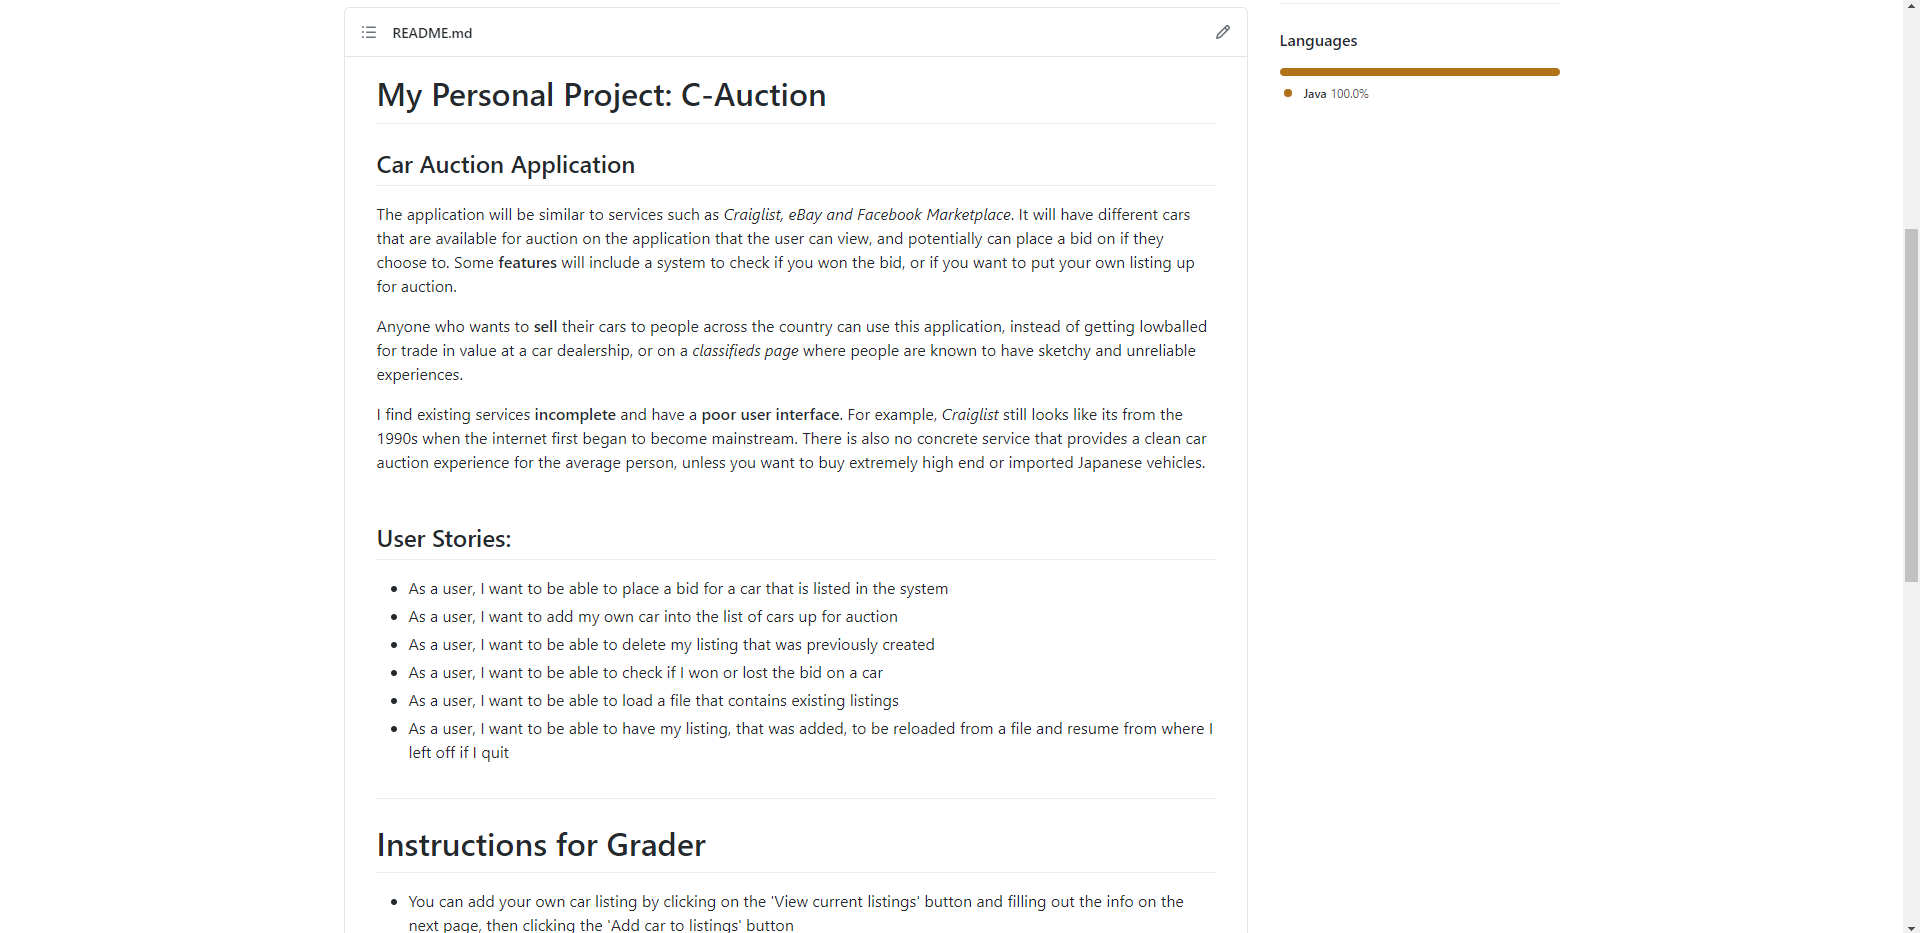 README.md
My Personal Project: C-Auction
Car Auction Application
The application will be similar to services such as Craiglist, eBay and Facebook Marketplace. It will have different cars
that are available for auction on the application that the user can view, and potentially can place a bid on if they
choose to. Some features will include a system to check if you won the bid, or if you want to put your own listing up
for auction.
Anyone who wants to sell their cars to people across the country can use this application, instead of getting lowballed
for trade in value at a car dealership, or on a classifieds page where people are known to have sketchy and unreliable
experiences.
I find existing services incomplete and have a poor user interface. For example, Craiglist still looks like its from the
1990s when the internet first began to become mainstream. There is also no concrete service that provides a clean car
auction experience for the average person, unless you want to buy extremely high end or imported Japanese vehicles.
User Stories:
As a user, I want to be able to place a bid for a car that is listed in the system
As a user, I want to add my own car into the list of cars up for auction
As a user, I want to be able to delete my listing that was previously created
As a user, I want to be able to check if I won or lost the bid on a car
As a user, I want to be able to load a file that contains existing listings
As a user, I want to be able to have my listing, that was added, to be reloaded from a file and resume from where I
left off if I quit
Instructions for Grader
You can add your own car listing by clicking on the 'View current listings' button and filling out the info on the
next page, then clicking the 'Add car to listings' button
Languages
Java 100.0%